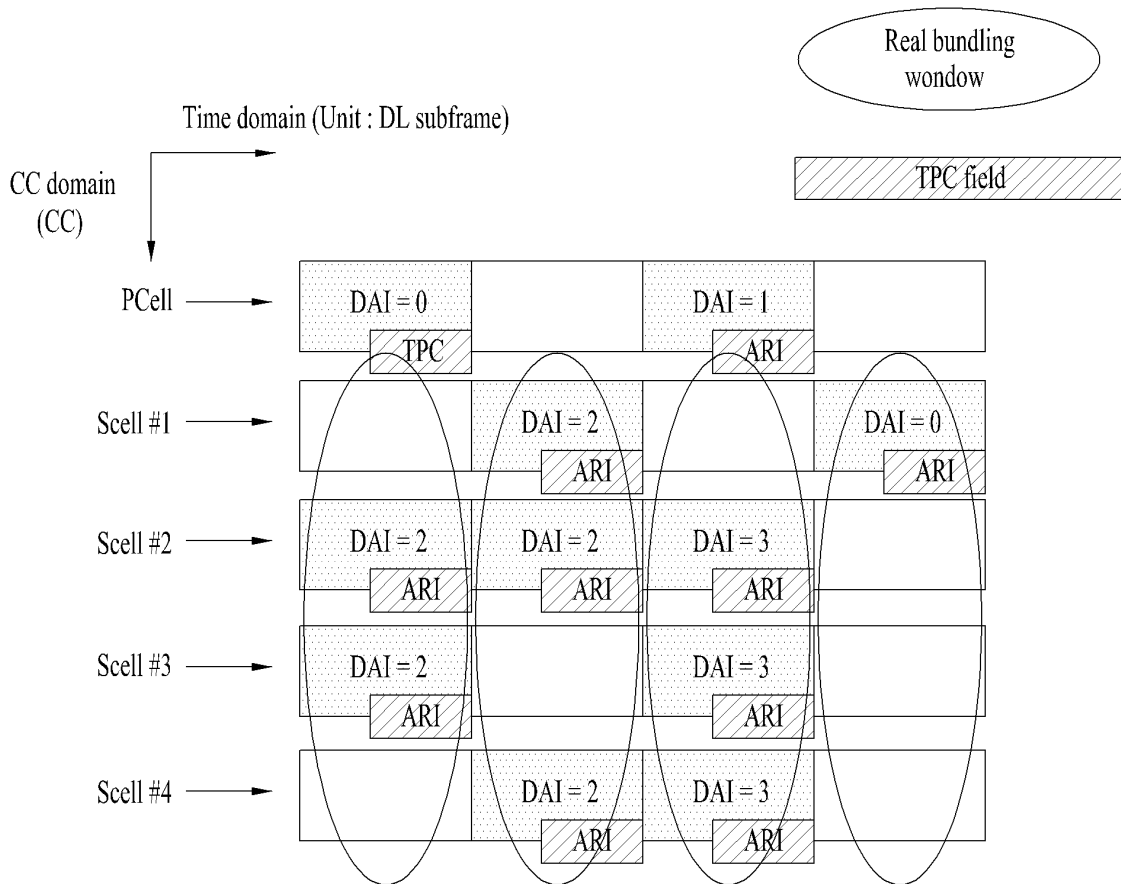 Real bundling
wondow
Time domain (Unit : DL subframe)
TPC field
CC domain
(CC)
PCell
DAI = 0
DAI = 1
TPC
ARI
Scell #1
DAI = 2
DAI = 0
ARI
ARI
Scell #2
DAI = 2
DAI = 2
DAI = 3
ARI
ARI
ARI
Scell #3
DAI = 2
DAI = 3
ARI
ARI
Scell #4
DAI = 2
DAI = 3
ARI
ARI